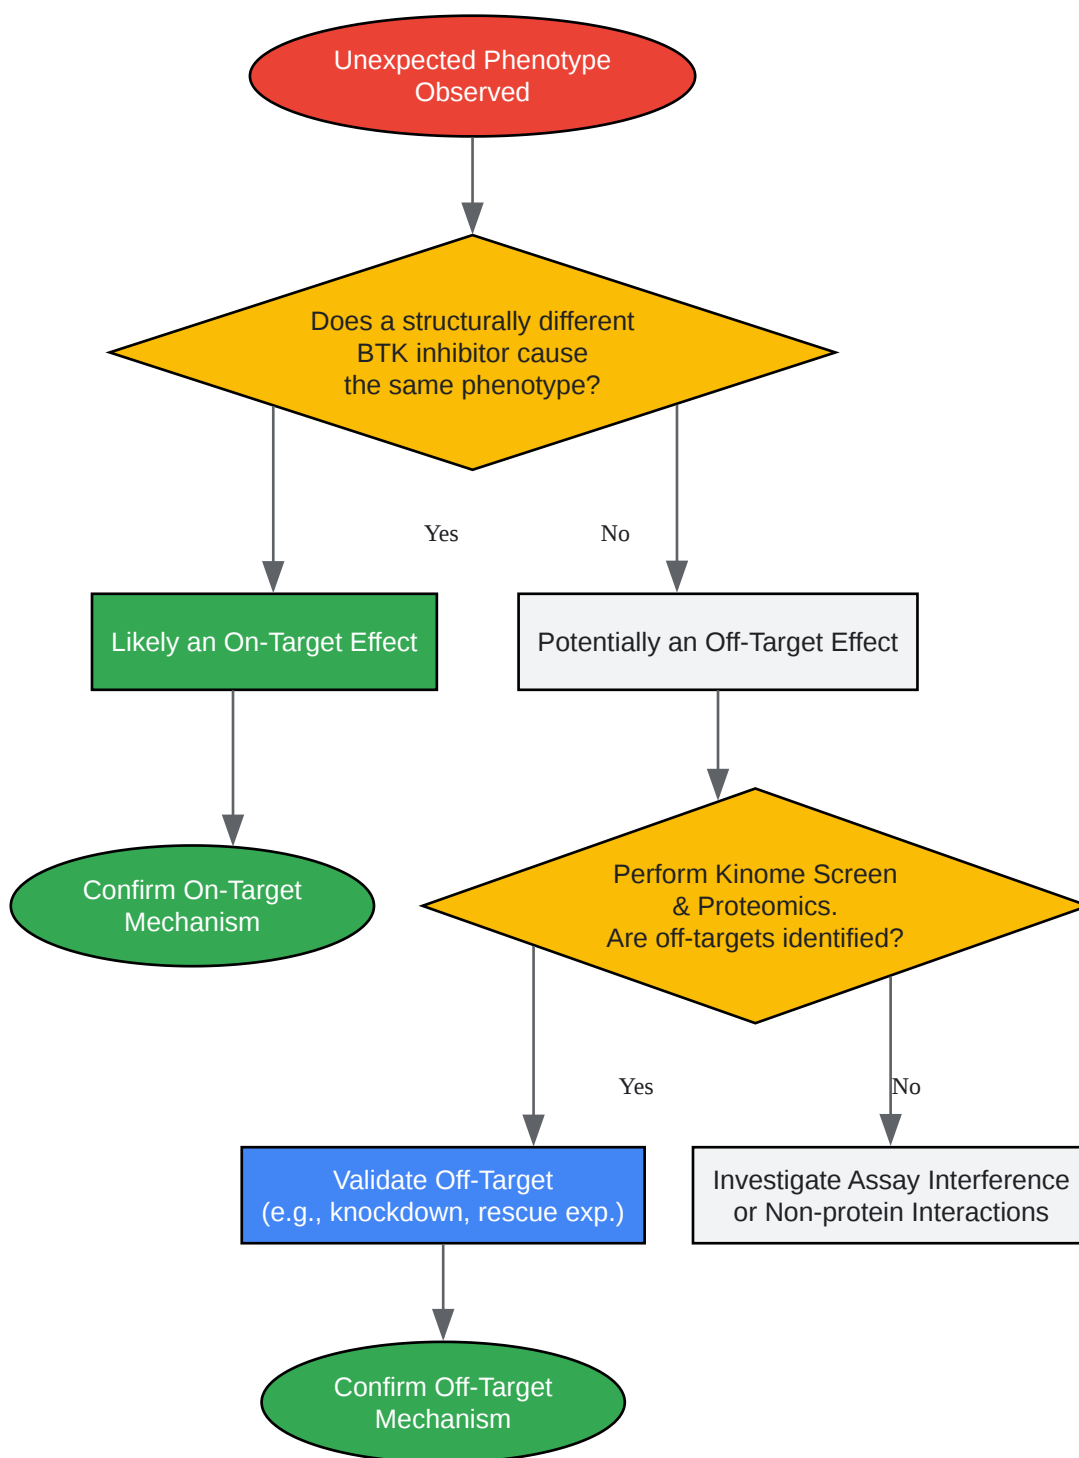 Unexpected Phenotype
Observed
Does a structurally different
BTK inhibitor cause
the same phenotype?
Yes
No
Likely an On-Target Effect
Potentially an Off-Target Effect
Confirm On-Target
Mechanism
Perform Kinome Screen
& Proteomics.
Are off-targets identified?
Yes
No
Validate Off-Target
(e.g., knockdown, rescue exp.)
Investigate Assay Interference
or Non-protein Interactions
Confirm Off-Target
Mechanism